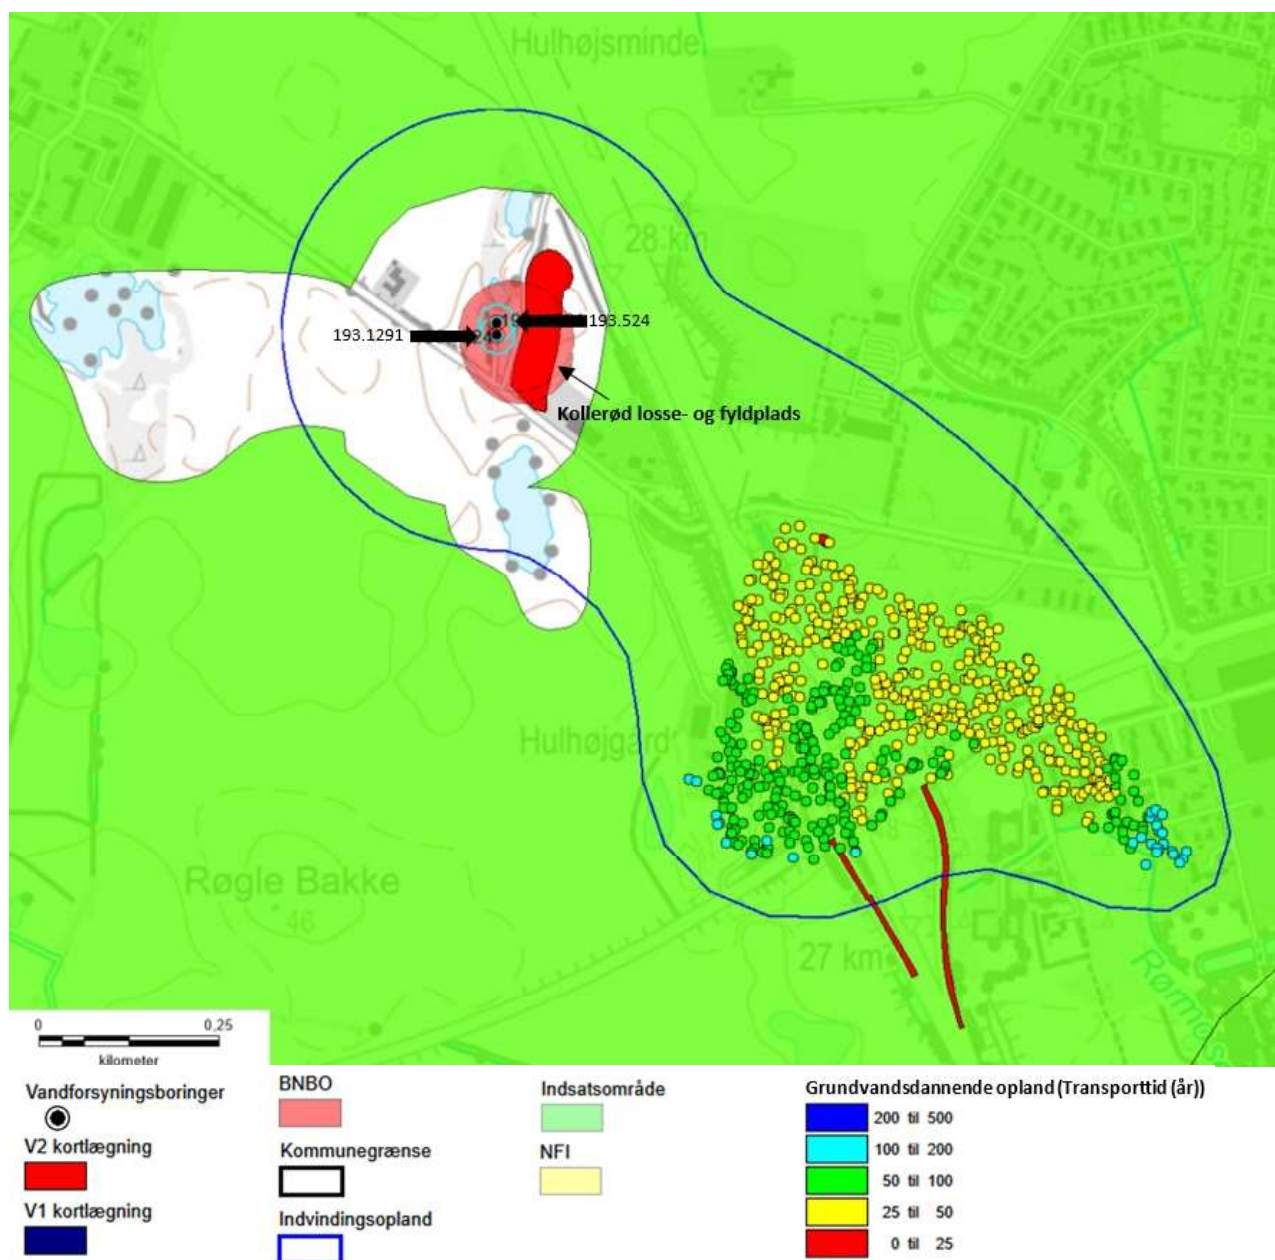 Hulhøjsminde
49
28 km
193.1291
193.524
Kollerød losse- og fyldplads
Hulhøjgård
Røgle Bakke
46
27 km
0 0,25
kilometer
Vandforsyningsboringer
V2 kortlægning
V1 kortlægning
BNBO
Kommunegrænse
Indvindingsopland
Indsatsområde
NFI
Grundvandsdannende opland (Transporttid (år))
200 til 500
100 til 200
50 til 100
25 til 50
0 til 25